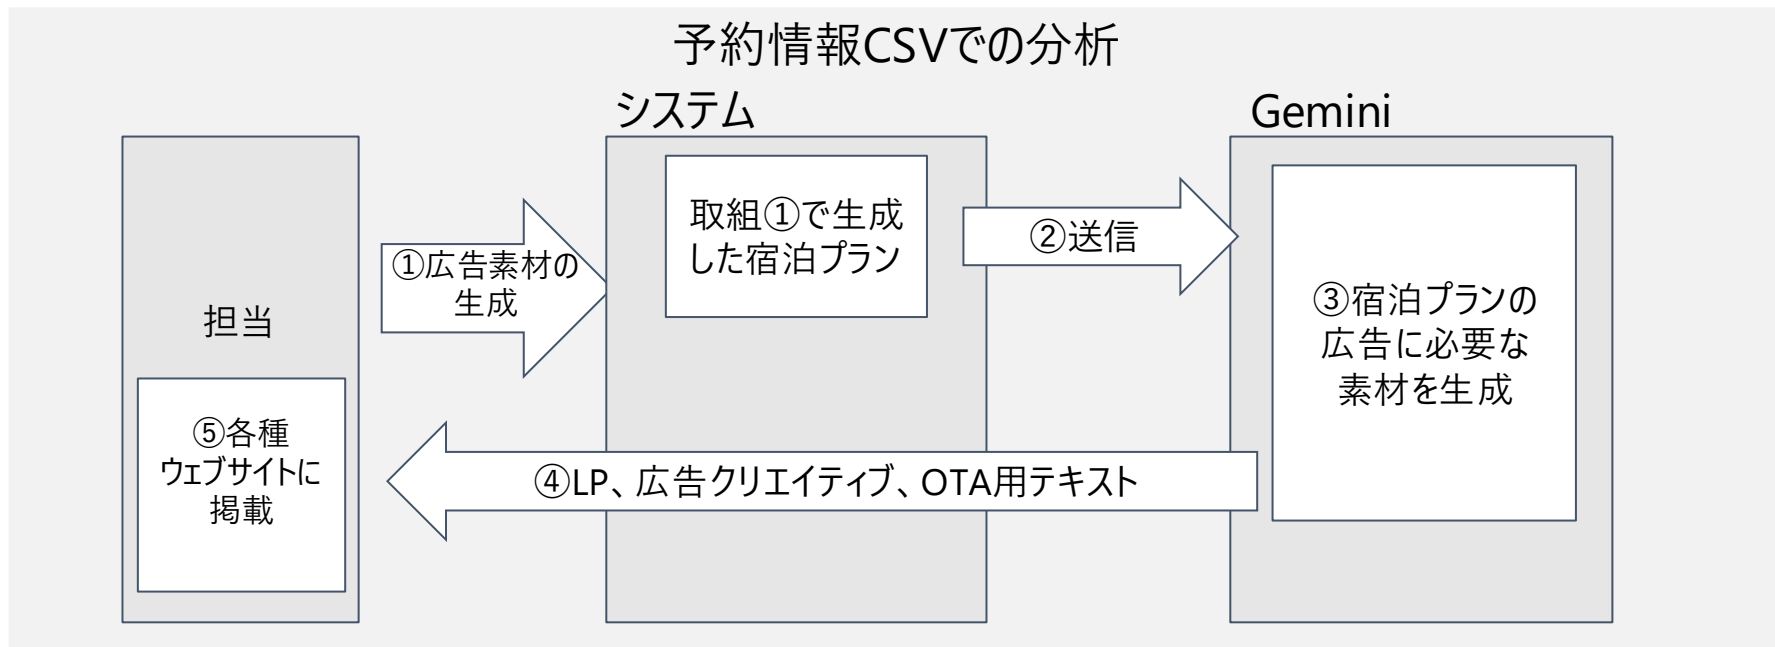 予約情報CSVでの分析
システム
Gemini
担当
①広告素材の
生成
取組①で生成
した宿泊プラン
②送信
③宿泊プランの
広告に必要な
素材を生成
④LP、広告クリエイティブ、OTA用テキスト
⑤各種
ウェブサイトに
掲載